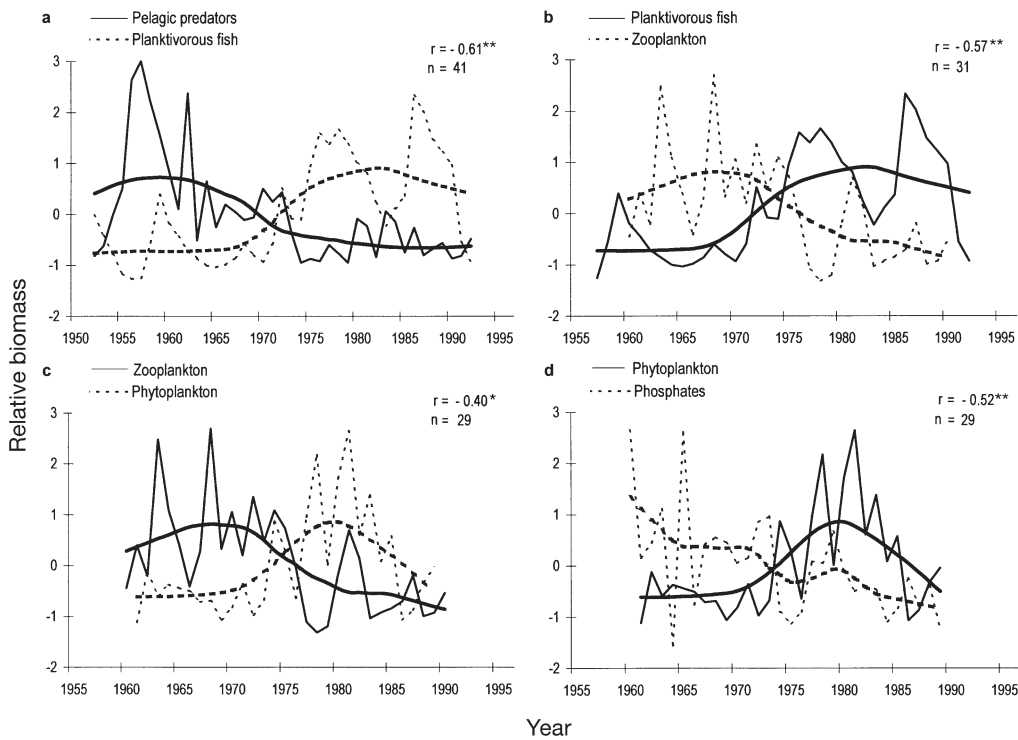 a
Pelagic predators
Planktivorous fish
r = - 0.61**
n = 41
3
2
1
0
-1
-2
1950 1955 1960 1965 1970 1975 1980 1985 1990 1995
b
Planktivorous fish
Zooplankton
r = - 0.57**
n = 31
3
2
1
0
-1
-2
1955 1960 1965 1970 1975 1980 1985 1990 1995
Relative biomass
c
Zooplankton
Phytoplankton
r = - 0.40*
n = 29
3
2
1
0
-1
-2
1955 1960 1965 1970 1975 1980 1985 1990 1995
d
Phytoplankton
Phosphates
r = - 0.52**
n = 29
3
2
1
0
-1
-2
1955 1960 1965 1970 1975 1980 1985 1990 1995
Year